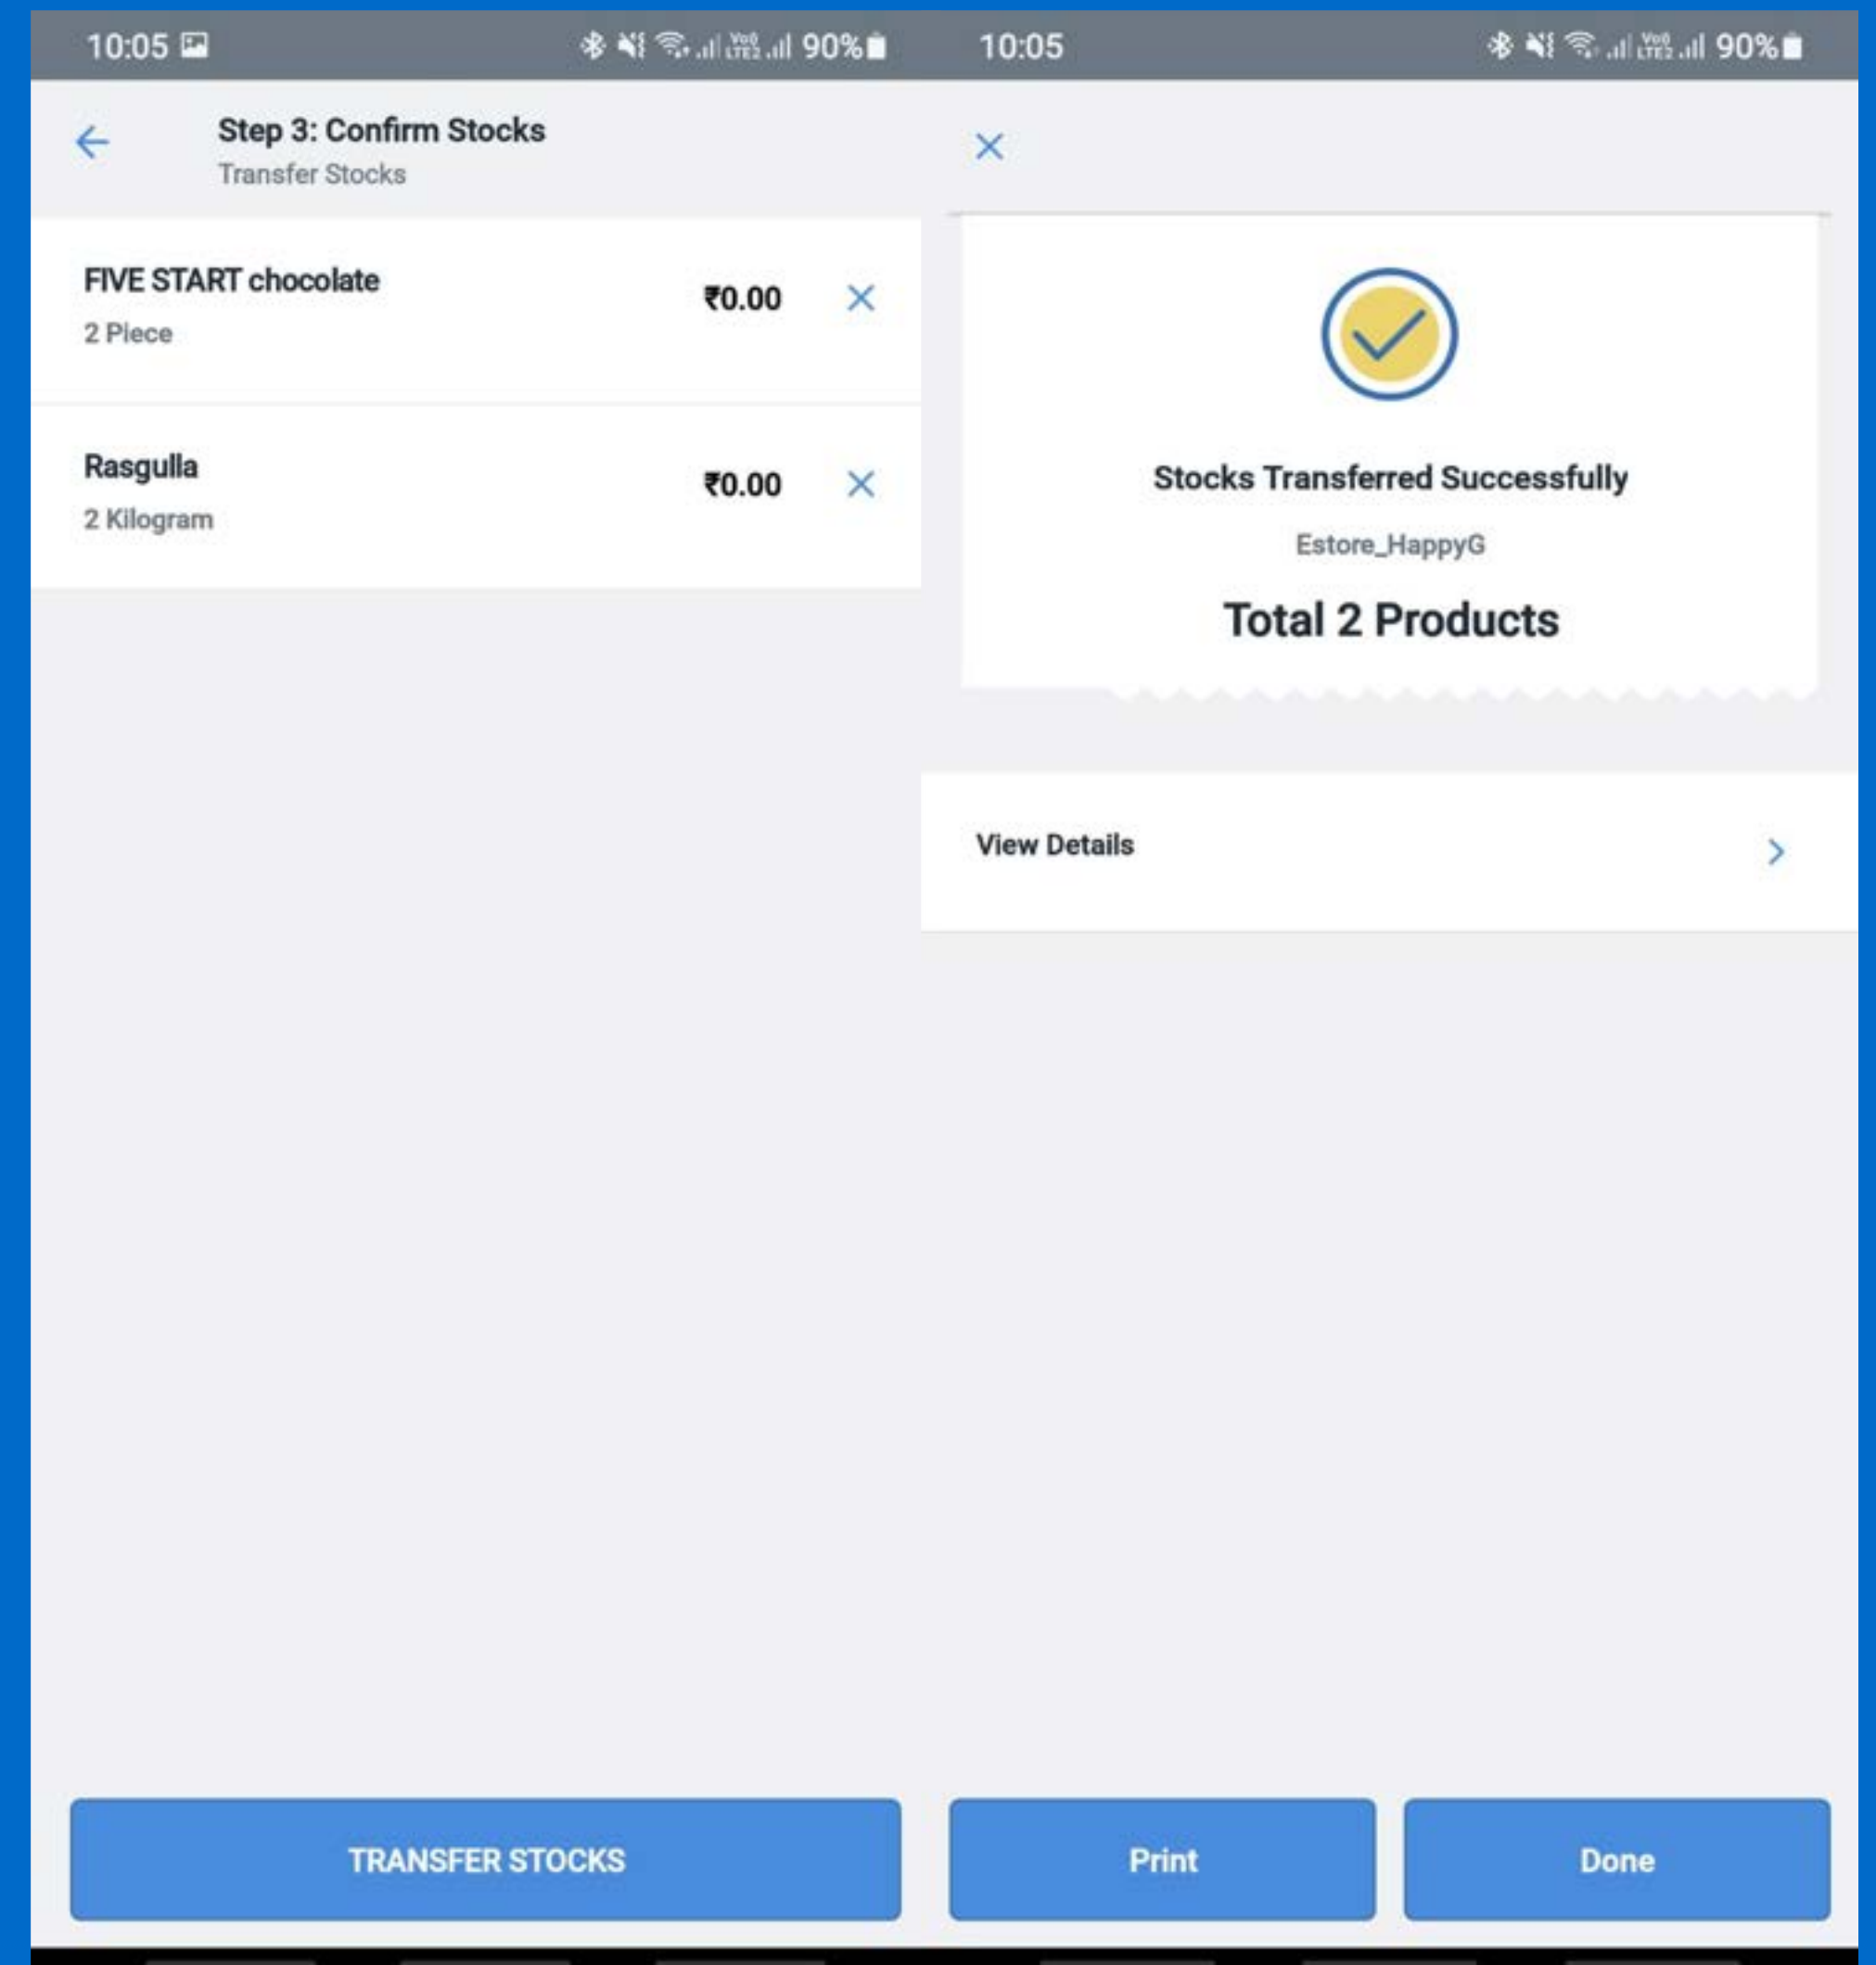 10:05
90%
Step 3: Confirm Stocks
Transfer Stocks
FIVE START chocolate
₹0.00
2 Piece
Rasgulla
₹0.00
2 Kilogram
TRANSFER STOCKS
10:05
90%
Stocks Transferred Successfully
Estore_HappyG
Total 2 Products
View Details
Print
Done